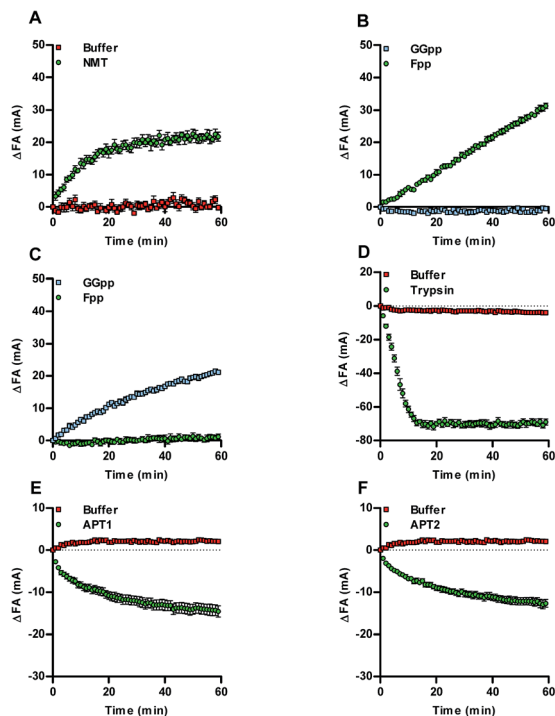 A
Buffer
NMT
ΔFA (mA)
50
40
30
20
10
0
0 20 40 60
Time (min)
B
GGpp
Fpp
ΔFA (mA)
50
40
30
20
10
0
0 20 40 60
Time (min)
C
GGpp
Fpp
ΔFA (mA)
50
40
30
20
10
0
0 20 40 60
Time (min)
D
Buffer
Trypsin
ΔFA (mA)
20
0
-20
-40
-60
-80
0 20 40 60
Time (min)
E
Buffer
APT1
ΔFA (mA)
10
0
-10
-20
-30
0 20 40 60
Time (min)
F
Buffer
APT2
ΔFA (mA)
10
0
-10
-20
-30
0 20 40 60
Time (min)